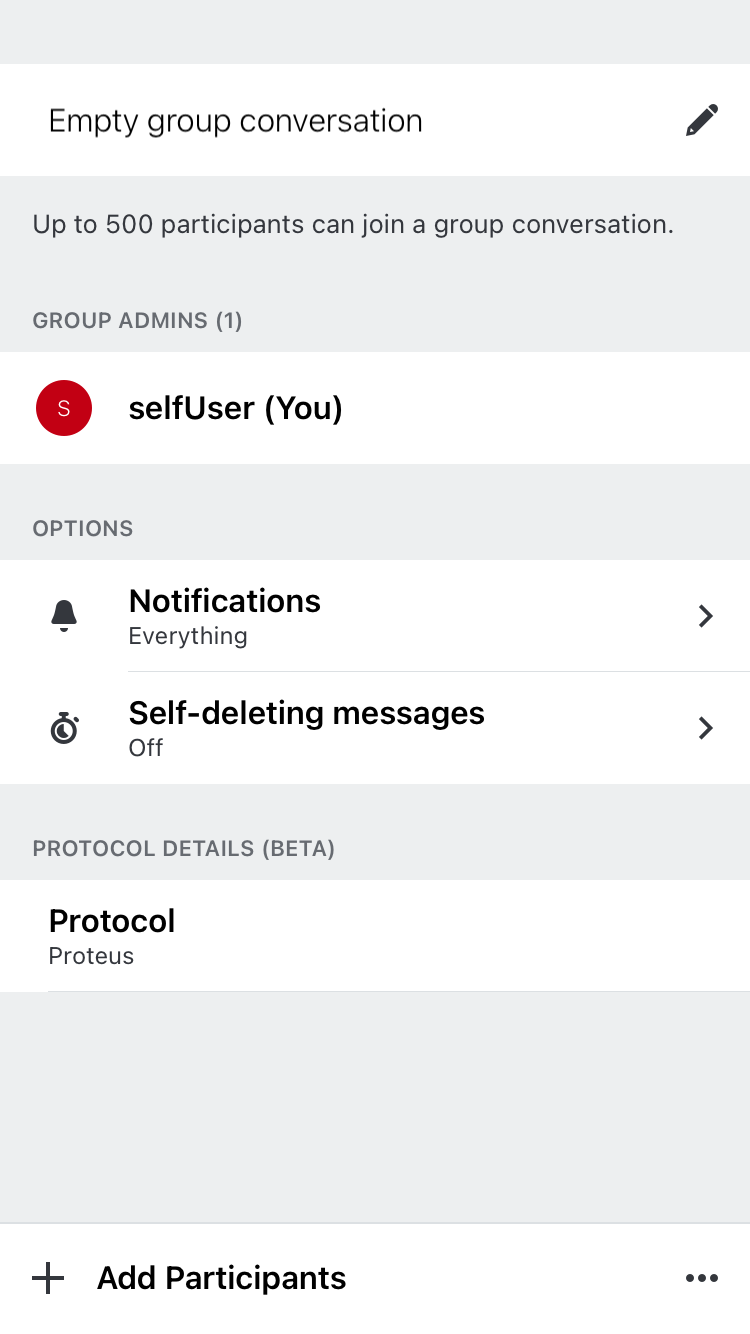 Empty group conversation
Up to 500 participants can join a group conversation.
GROUP ADMINS (1)
S
selfUser (You)
OPTIONS
Notifications
Everything
Self-deleting messages
Off
PROTOCOL DETAILS (BETA)
Protocol
Proteus
Add Participants